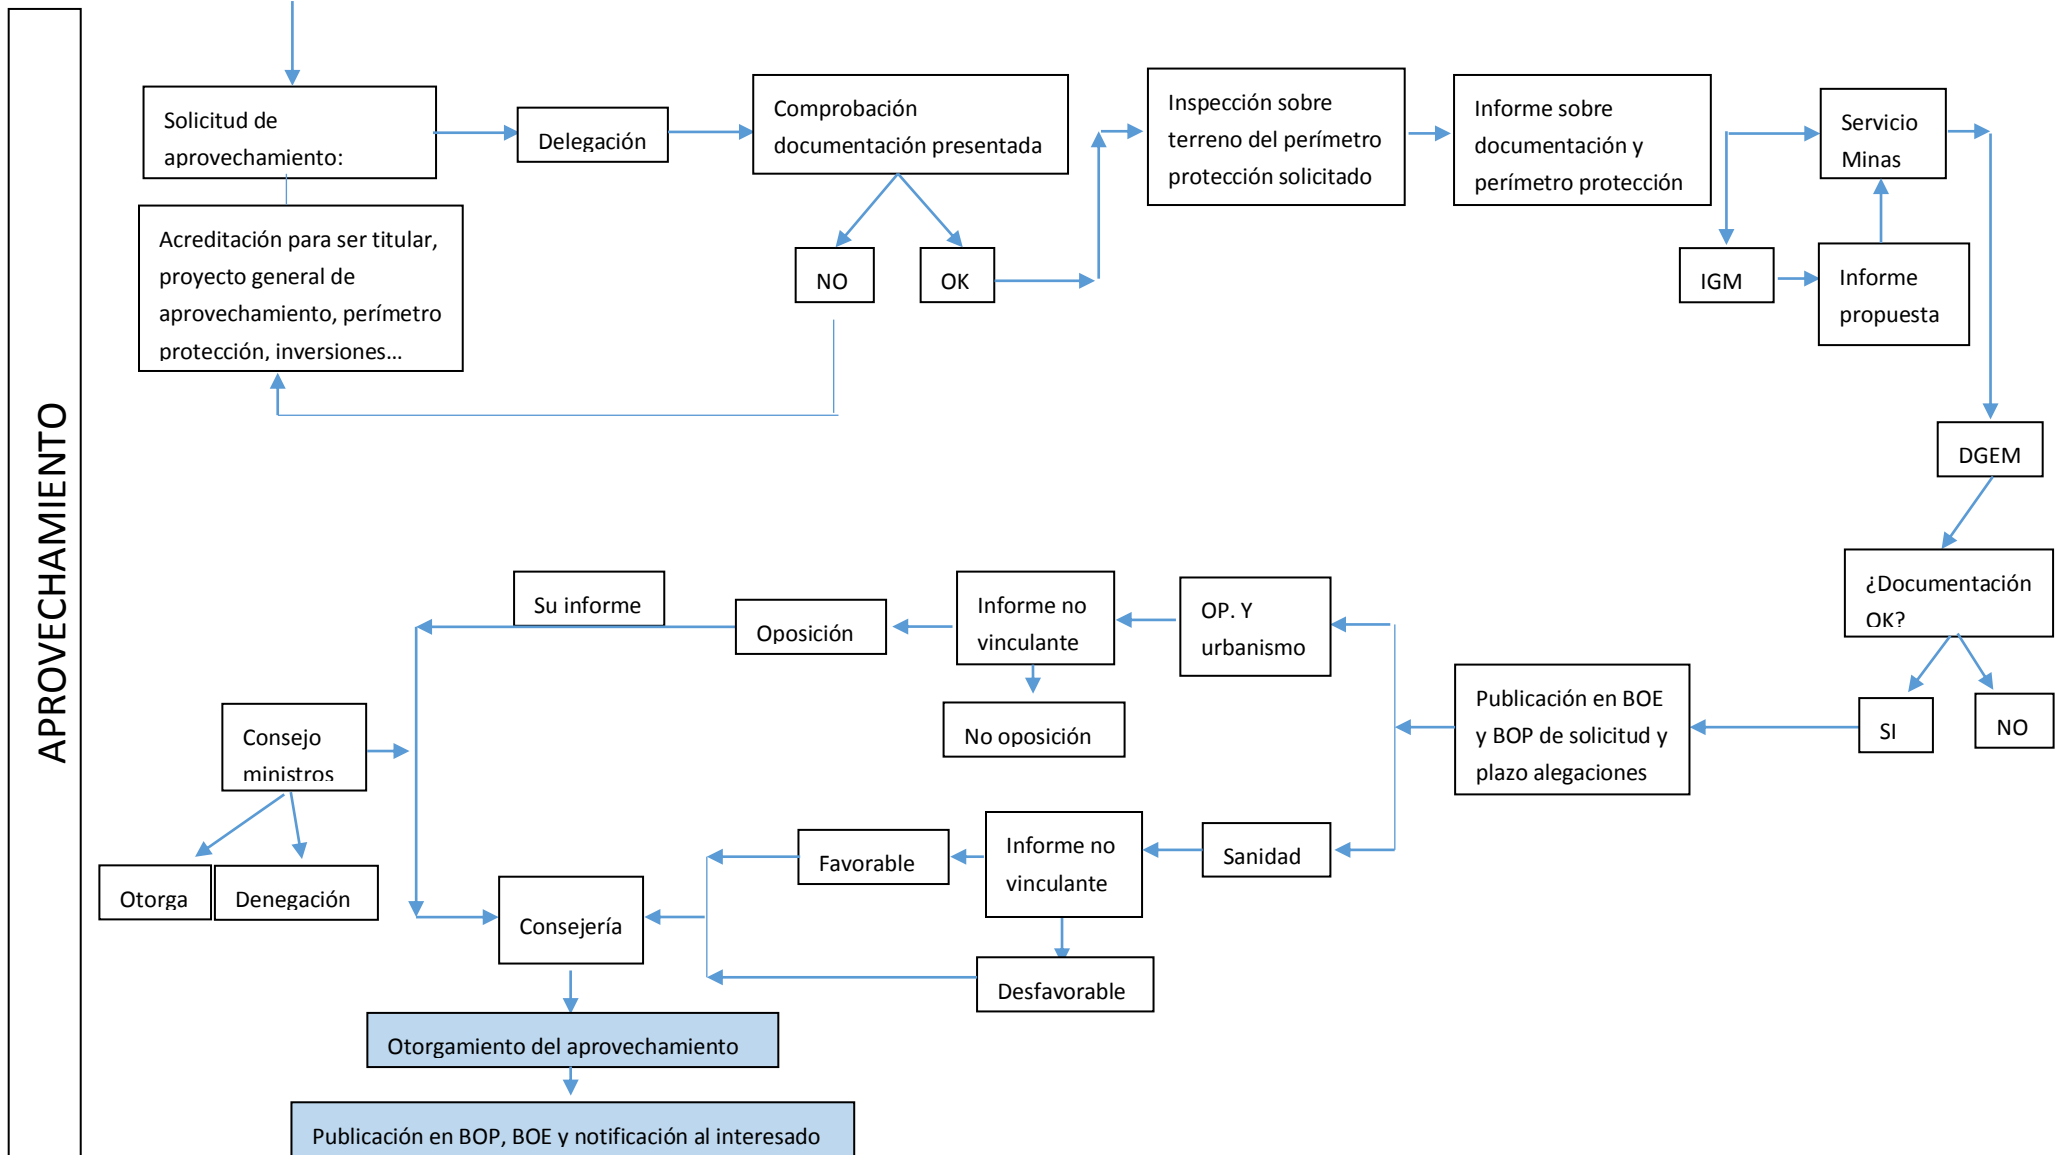 APROVECHAMIENTO
Solicitud de
aprovechamiento:
Delegación
Comprobación
documentación presentada
Inspección sobre
terreno del perímetro
protección solicitado
Informe sobre
documentación y
perímetro protección
Servicio
Minas
Acreditación para ser titular,
proyecto general de
aprovechamiento, perímetro
protección, inversiones…
NO
OK
IGM
Informe
propuesta
DGEM
¿Documentación
OK?
SI
NO
Publicación en BOE
y BOP de solicitud y
plazo alegaciones
OP. Y
urbanismo
Informe no
vinculante
Oposición
Su informe
No oposición
Consejo
ministros
Otorga
Denegación
Sanidad
Informe no
vinculante
Favorable
Desfavorable
Consejería
Otorgamiento del aprovechamiento
Publicación en BOP, BOE y notificación al interesado